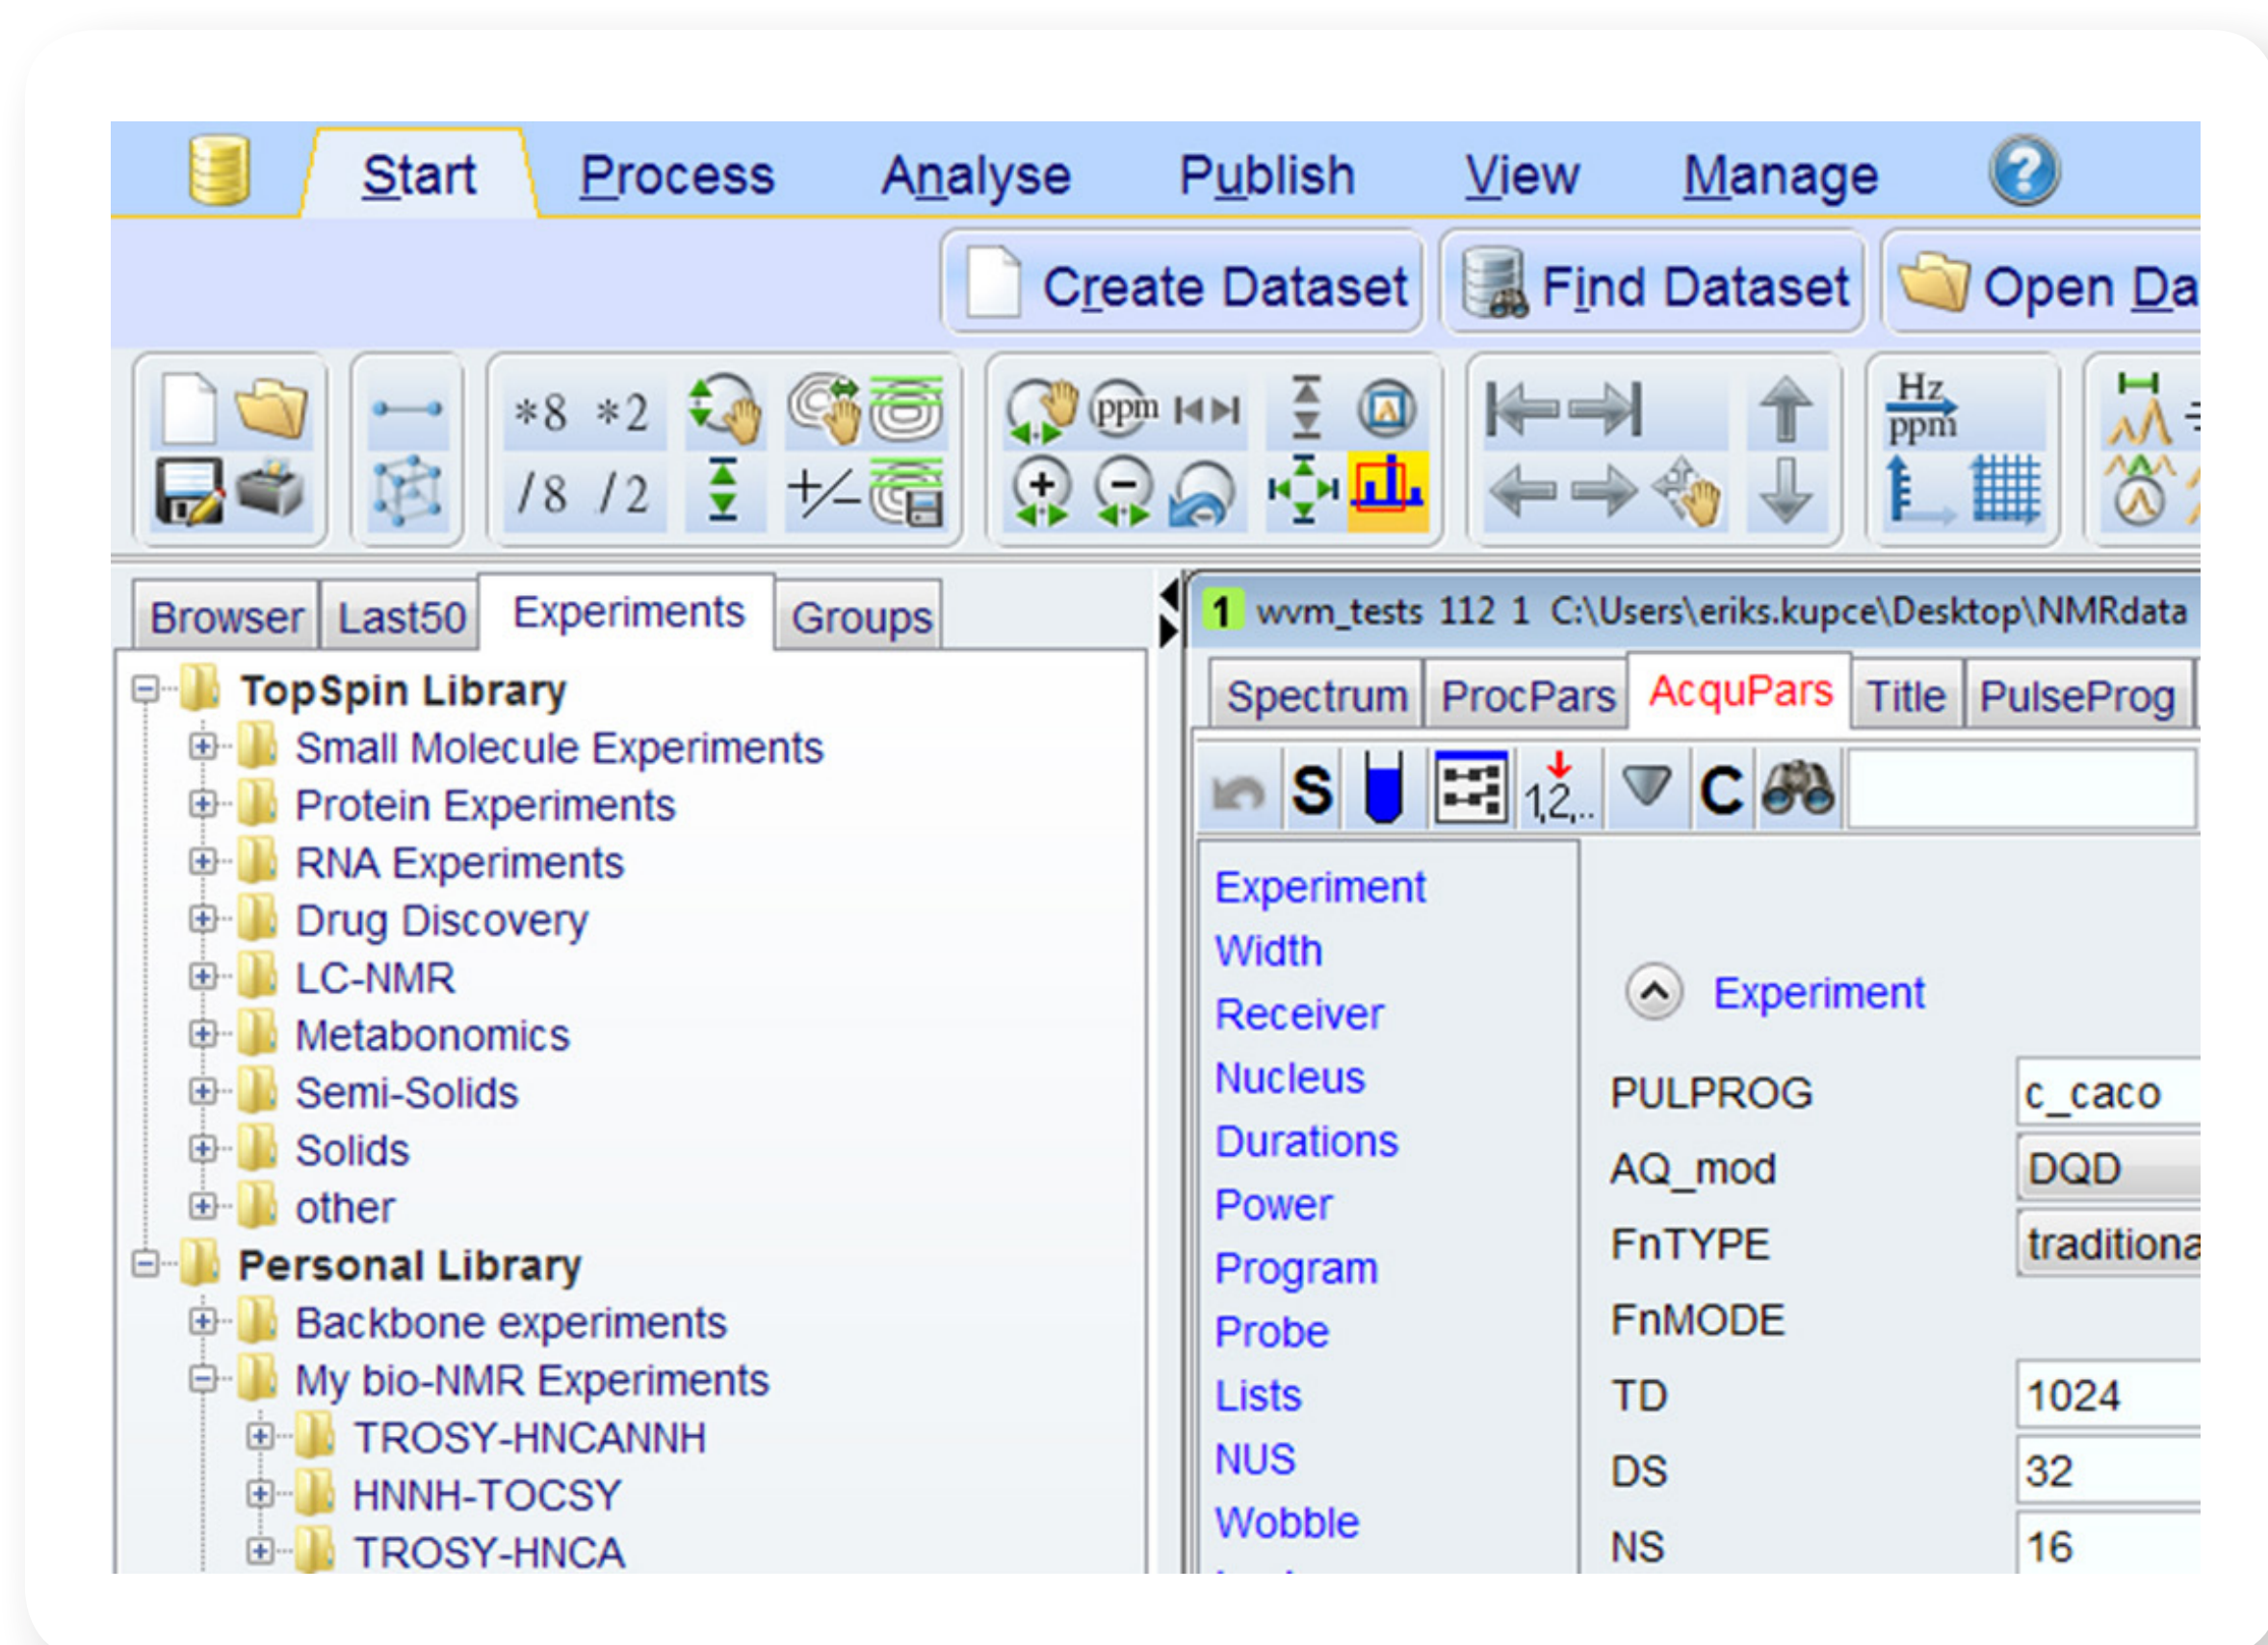 Start Process Analyse Publish View Manage ?
Create Dataset Find Dataset Open Da
*8 *2 ppm Hz ppm
/8 /2 +/-
Browser Last50 Experiments Groups
TopSpin Library
Small Molecule Experiments
Protein Experiments
RNA Experiments
Drug Discovery
LC-NMR
Metabonomics
Semi-Solids
Solids
other
Personal Library
Backbone experiments
My bio-NMR Experiments
TROSY-HNCANNH
HNNH-TOCSY
TROSY-HNCA
1 wvm_tests 112 1 C:\Users\eriks.kupce\Desktop\NMRdata
Spectrum ProcPars AcquPars Title PulseProg
S 1,2,.. C
Experiment
Width
Receiver
Nucleus
Durations
Power
Program
Probe
Lists
NUS
Wobble
Experiment
PULPROG c_caco
AQ_mod DQD
FnTYPE traditiona
FnMODE
TD 1024
DS 32
NS 16